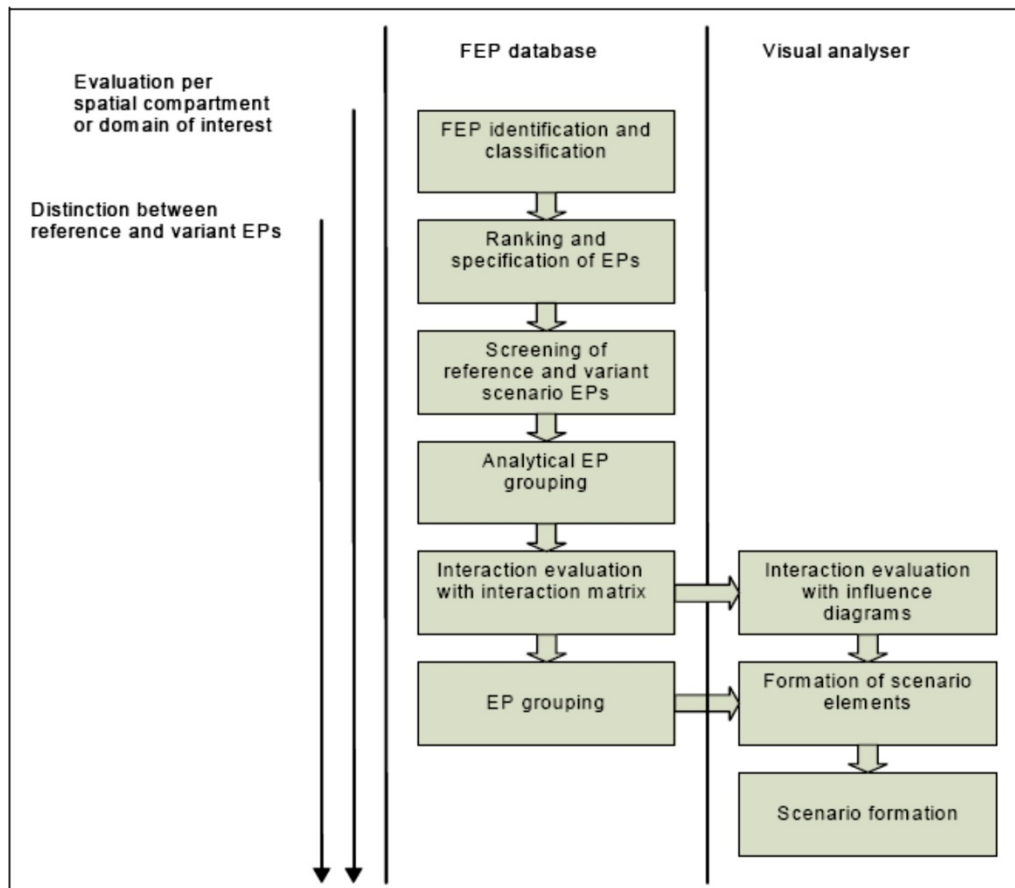 FEP database
Visual analyser
Evaluation per
spatial compartment
or domain of interest
Distinction between
reference and variant EPs
FEP identification and
classification
Ranking and
specification of EPs
Screening of
reference and variant
scenario EPs
Analytical EP
grouping
Interaction evaluation
with interaction matrix
Interaction evaluation
with influence
diagrams
EP grouping
Formation of scenario
elements
Scenario formation